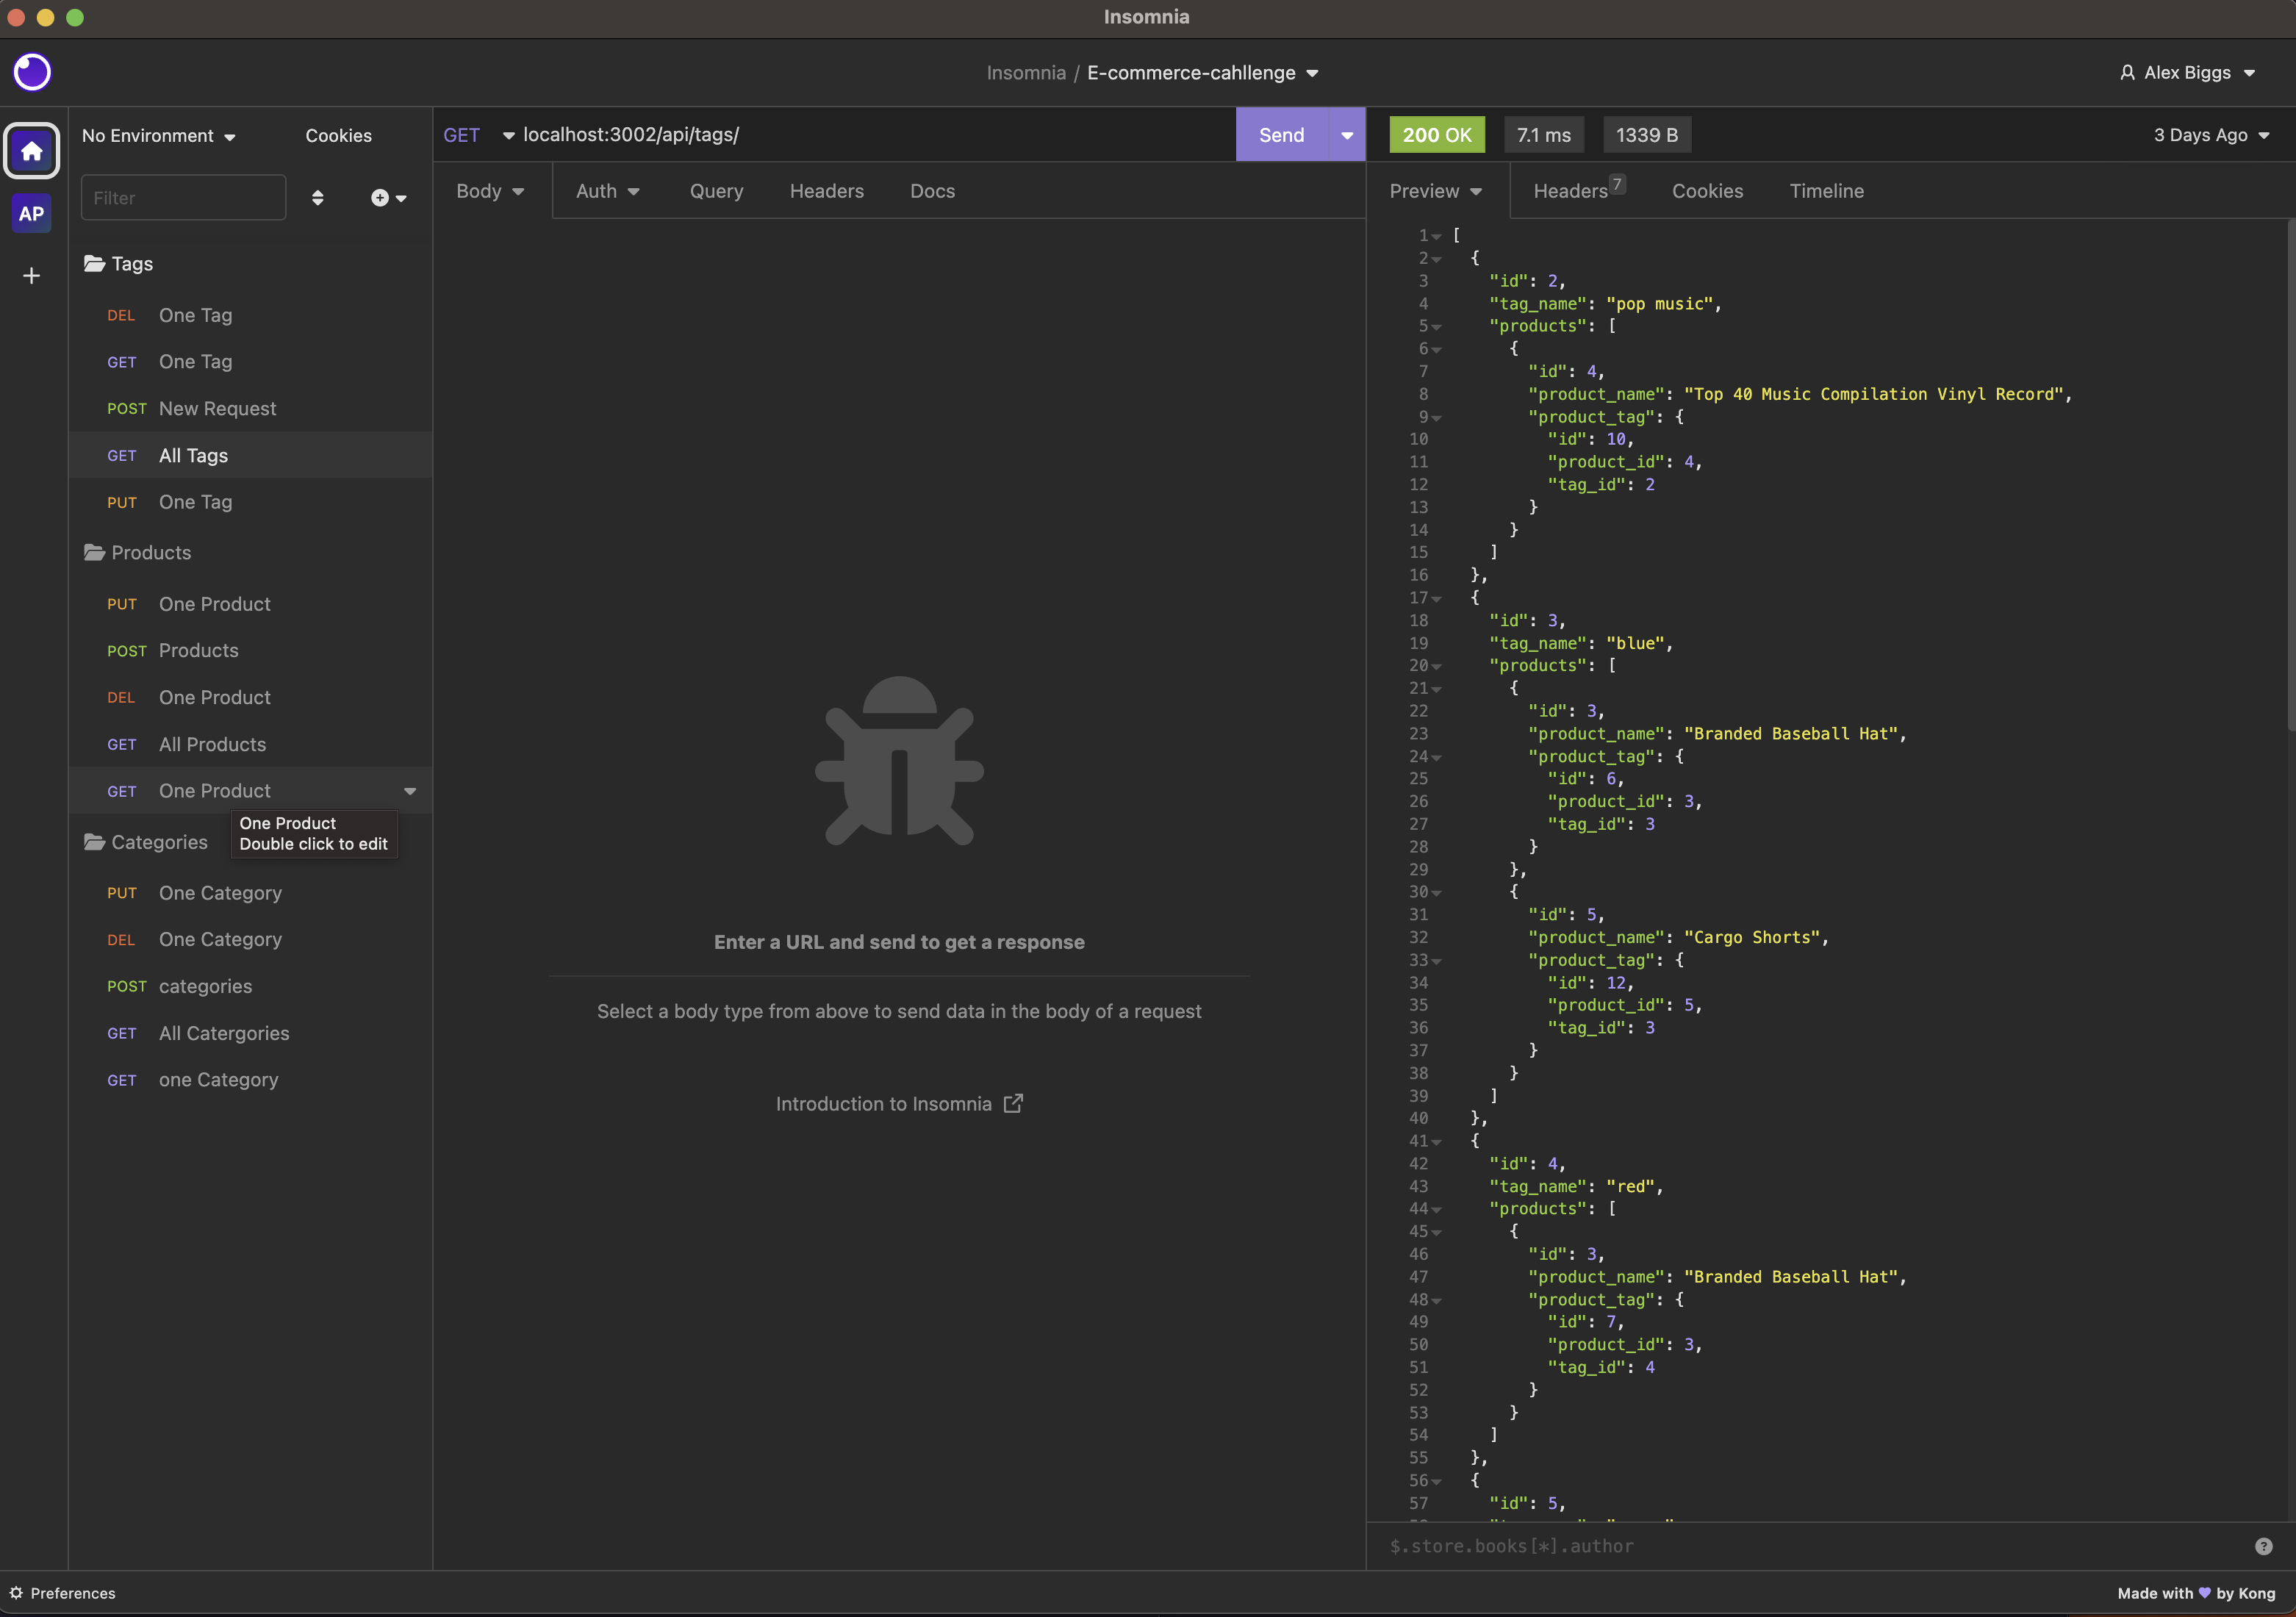 Insomnia
Insomnia / E-commerce-cahllenge
Alex Biggs
AP
No Environment
Cookies
Filter
Tags
DEL One Tag
GET One Tag
POST New Request
GET All Tags
PUT One Tag
Products
PUT One Product
POST Products
DEL One Product
GET All Products
GET One Product
One Product
Double click to edit
Categories
PUT One Category
DEL One Category
POST categories
GET All Catergories
GET one Category
GET localhost:3002/api/tags/
Send
Body Auth Query Headers Docs
Enter a URL and send to get a response
Select a body type from above to send data in the body of a request
Introduction to Insomnia
200 OK 7.1 ms 1339 B 3 Days Ago
Preview Headers 7 Cookies Timeline
1 [
2 {
3 "id": 2,
4 "tag_name": "pop music",
5 "products": [
6 {
7 "id": 4,
8 "product_name": "Top 40 Music Compilation Vinyl Record",
9 "product_tag": {
10 "id": 10,
11 "product_id": 4,
12 "tag_id": 2
13 }
14 }
15 ]
16 },
17 {
18 "id": 3,
19 "tag_name": "blue",
20 "products": [
21 {
22 "id": 3,
23 "product_name": "Branded Baseball Hat",
24 "product_tag": {
25 "id": 6,
26 "product_id": 3,
27 "tag_id": 3
28 }
29 },
30 {
31 "id": 5,
32 "product_name": "Cargo Shorts",
33 "product_tag": {
34 "id": 12,
35 "product_id": 5,
36 "tag_id": 3
37 }
38 }
39 ]
40 },
41 {
42 "id": 4,
43 "tag_name": "red",
44 "products": [
45 {
46 "id": 3,
47 "product_name": "Branded Baseball Hat",
48 "product_tag": {
49 "id": 7,
50 "product_id": 3,
51 "tag_id": 4
52 }
53 }
54 ]
55 },
56 {
57 "id": 5,
$.store.books[*].author
Preferences
Made with 💜 by Kong